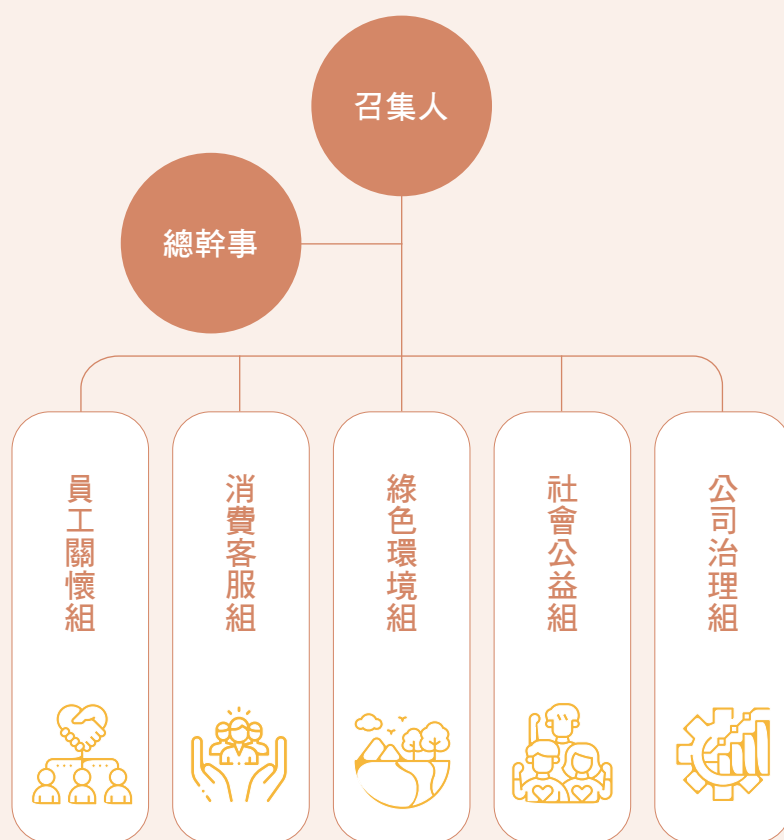 召集人
總幹事
員工關懷組
消費客服組
綠色環境組
社會公益組
公司治理組